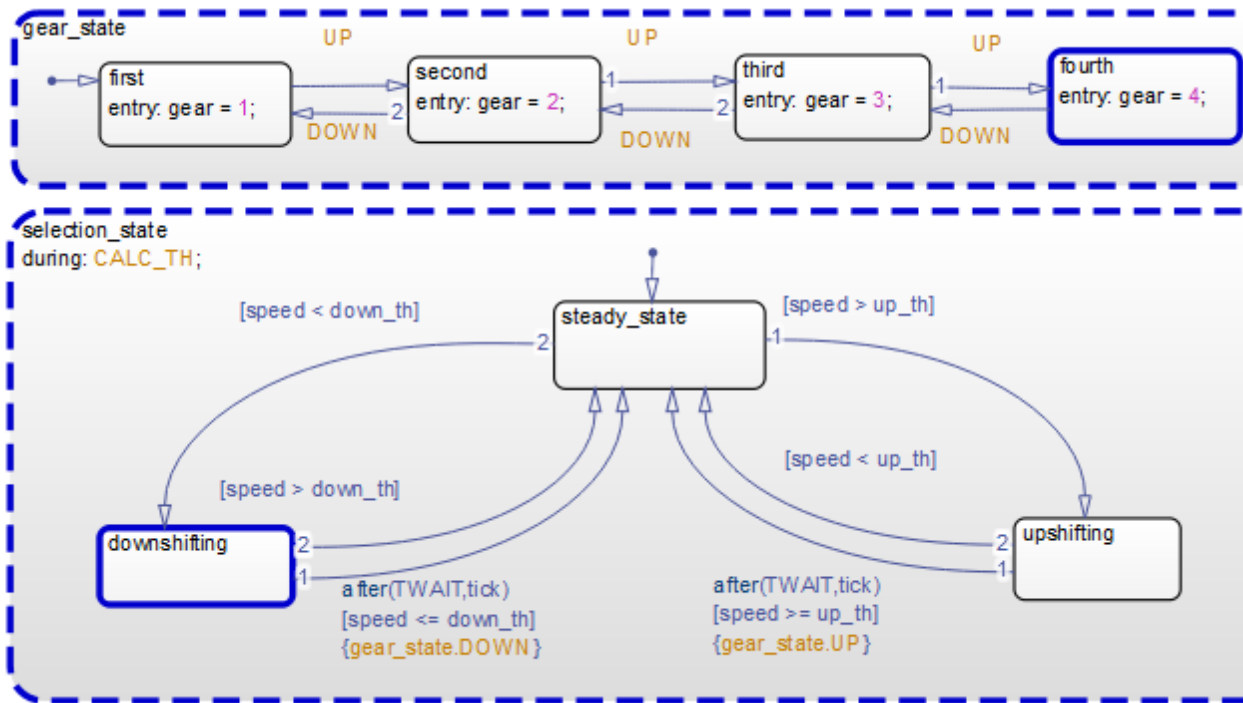 gear_state
UP
UP
UP
first
entry: gear = 1;
second
entry: gear = 2;
third
entry: gear = 3;
fourth
entry: gear = 4;
1
2
1
2
1
DOWN
DOWN
DOWN
selection_state
during: CALC_TH;
[speed < down_th]
steady_state
[speed > up_th]
2
1
[speed > down_th]
[speed < up_th]
downshifting
2
1
upshifting
2
1
after(TWAIT,tick)
[speed <= down_th]
{gear_state.DOWN}
after(TWAIT,tick)
[speed >= up_th]
{gear_state.UP}